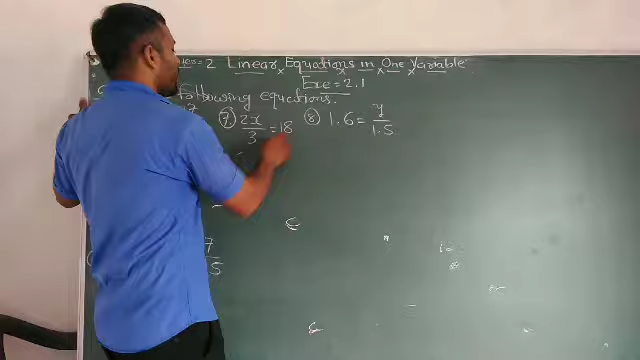 = 2 Linear Equations in One Variable
Exe = 2.1
following equations.
⑦ 2x/3 = 18 ⑧ 1.6 = y/1.5
7/5